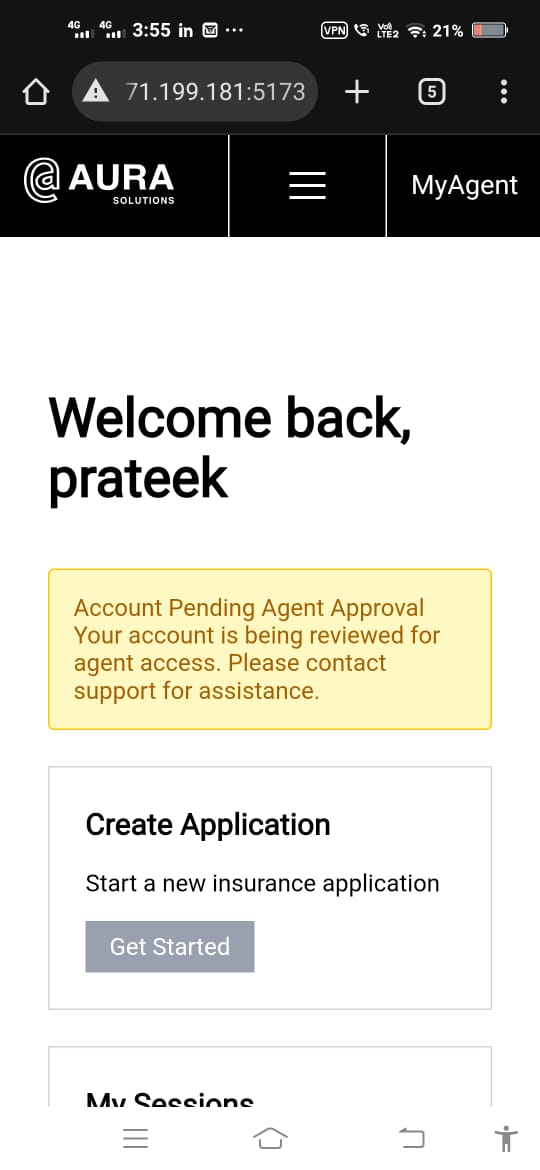 4G 4G 3:55 in VPN Vo) LTE2 21%
71.199.181:5173 5
@ AURA
SOLUTIONS
MyAgent
Welcome back,
prateek
Account Pending Agent Approval
Your account is being reviewed for
agent access. Please contact
support for assistance.
Create Application
Start a new insurance application
Get Started
My Sessions